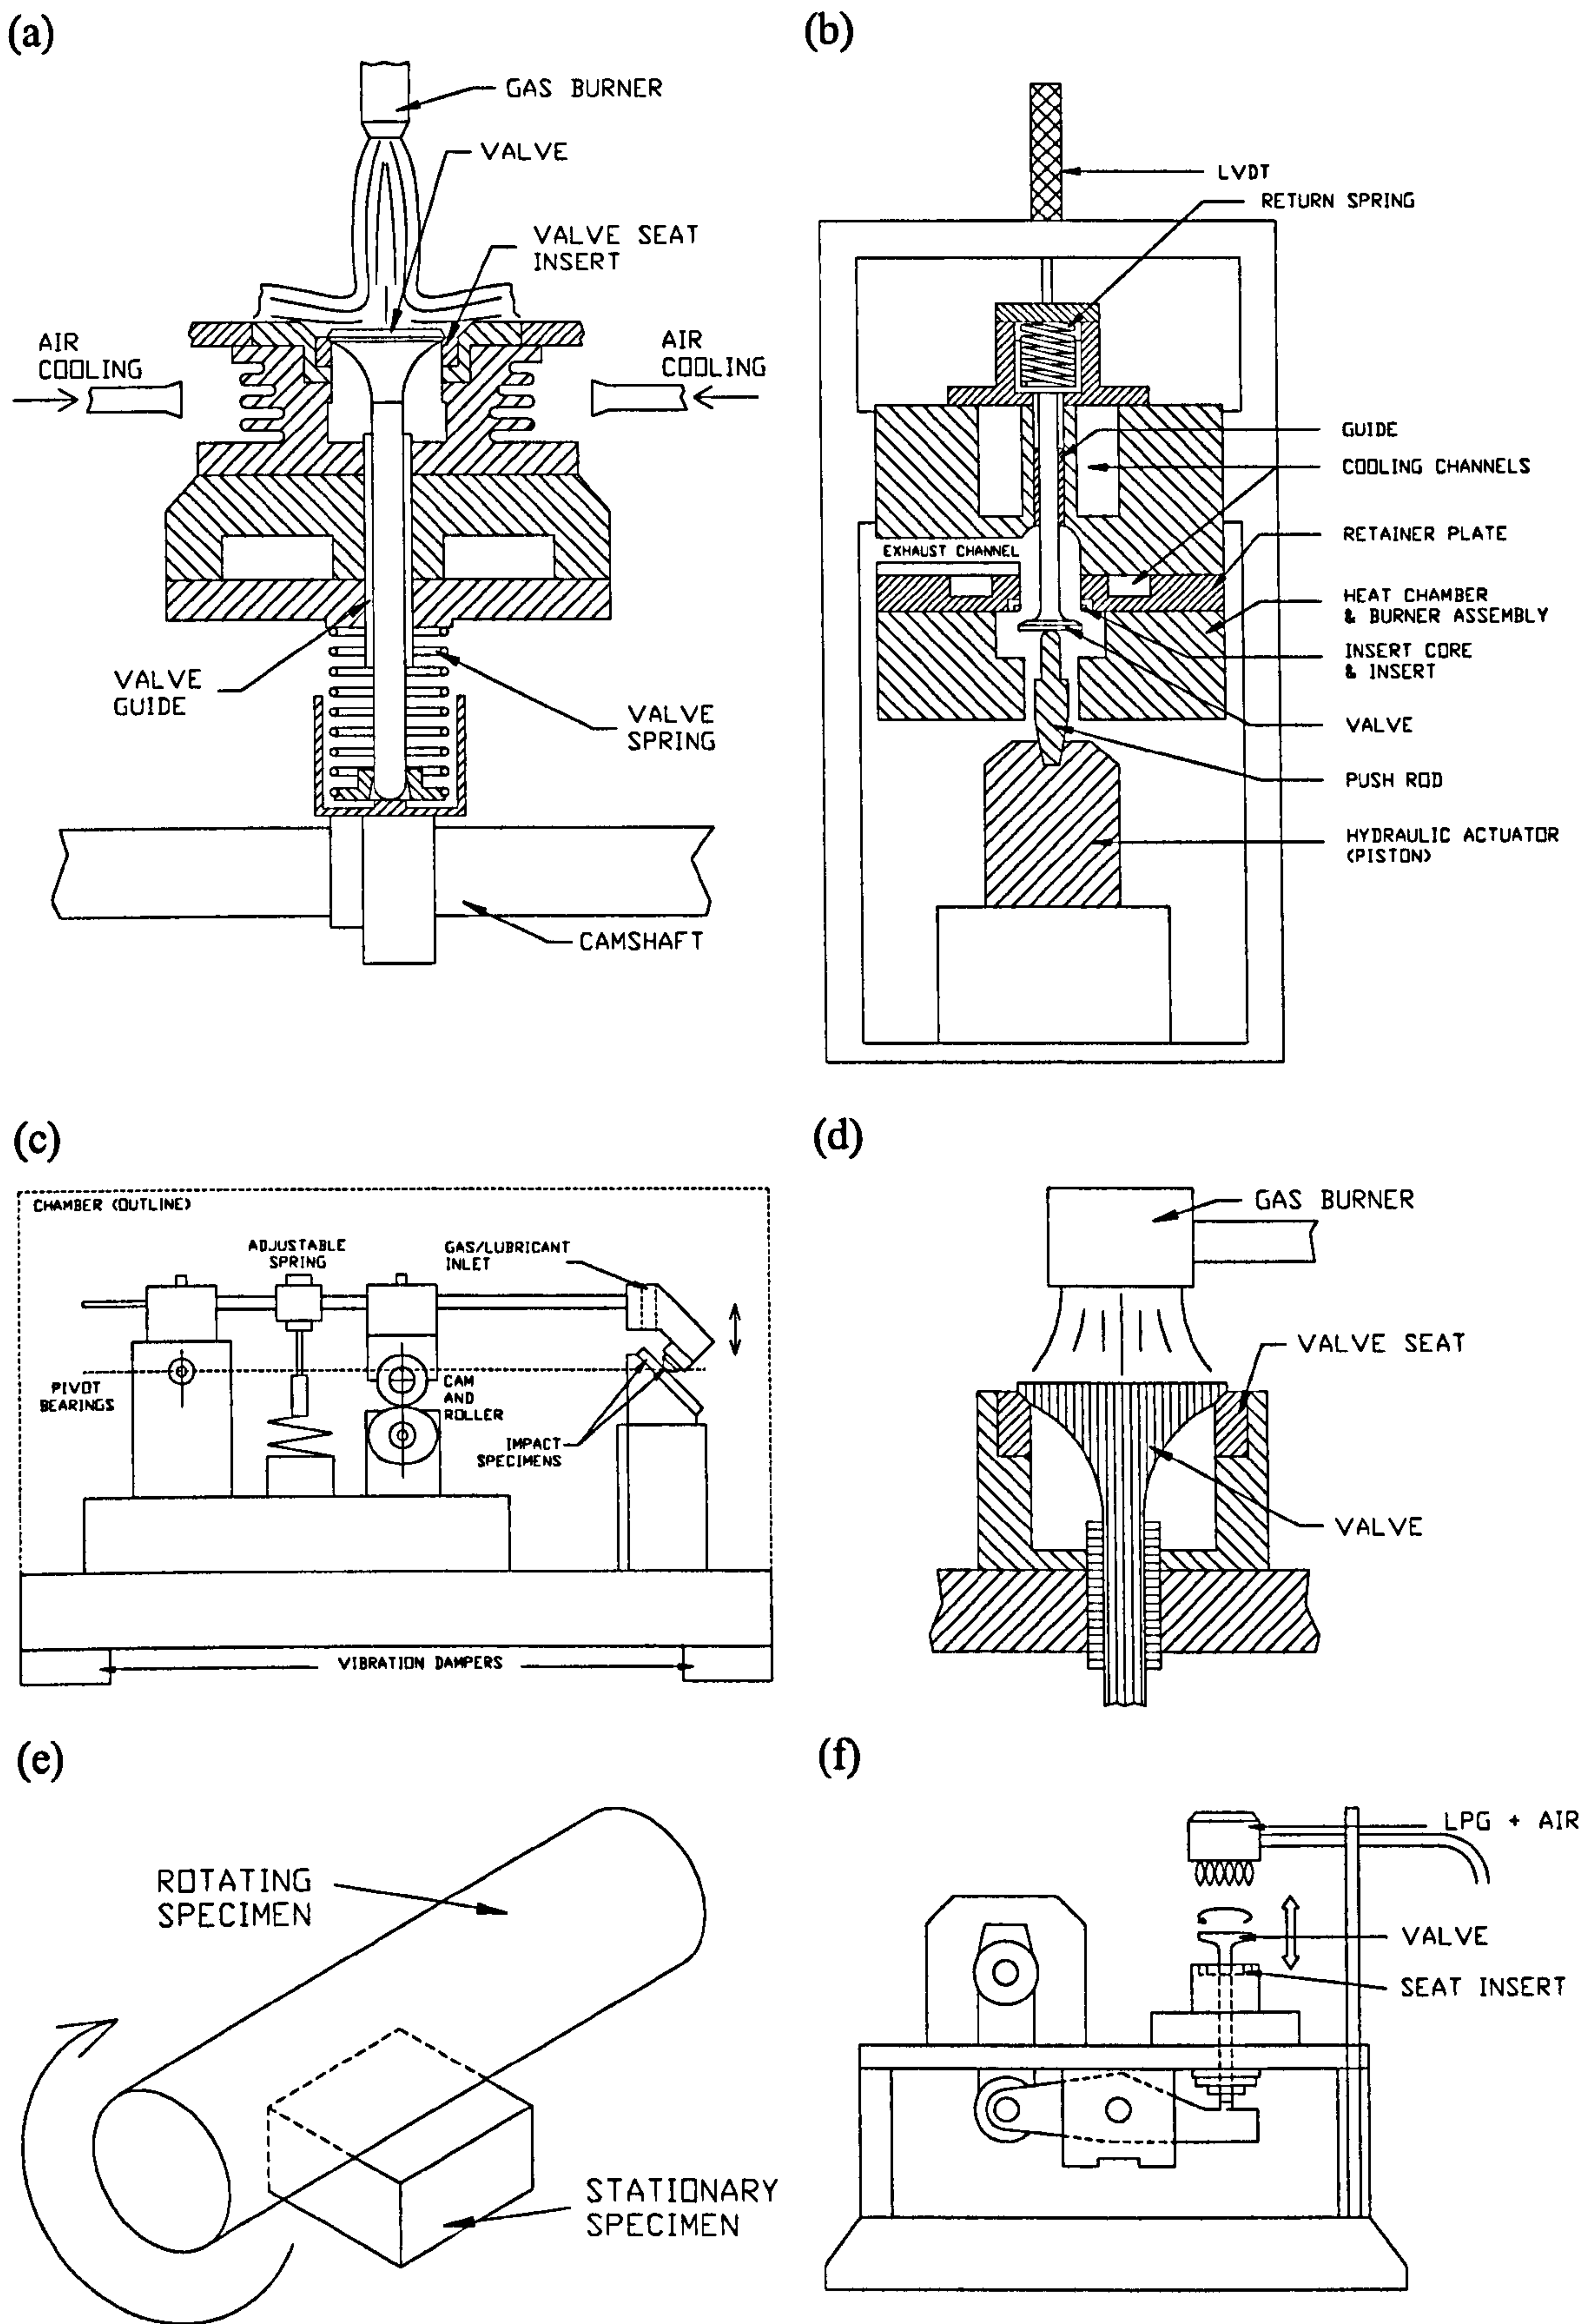 (a)
GAS BURNER
VALVE
VALVE SEAT
INSERT
AIR
COOLING
AIR
COOLING
VALVE
GUIDE
VALVE
SPRING
CAMSHAFT
(b)
LVDT
RETURN SPRING
GUIDE
COOLING CHANNELS
EXHAUST CHANNEL
RETAINER PLATE
HEAT CHAMBER
& BURNER ASSEMBLY
INSERT CORE
& INSERT
VALVE
PUSH ROD
HYDRAULIC ACTUATOR
(PISTON)
(c)
CHAMBER (OUTLINE)
ADJUSTABLE
SPRING
GAS/LUBRICANT
INLET
PIVOT
BEARINGS
CAM
AND
ROLLER
IMPACT
SPECIMENS
VIBRATION DAMPERS
(d)
GAS BURNER
VALVE SEAT
VALVE
(e)
ROTATING
SPECIMEN
STATIONARY
SPECIMEN
(f)
LPG + AIR
VALVE
SEAT INSERT